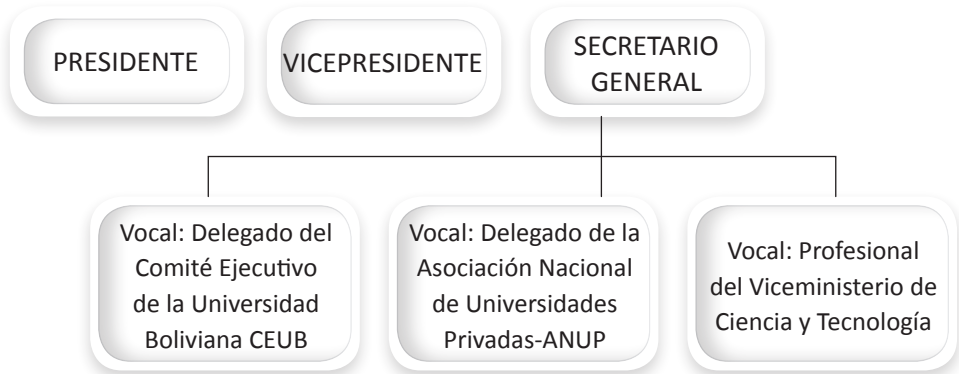 PRESIDENTE
VICEPRESIDENTE
SECRETARIO
GENERAL
Vocal: Delegado del
Comité Ejecutivo
de la Universidad
Boliviana CEUB
Vocal: Delegado de la
Asociación Nacional
de Universidades
Privadas-ANUP
Vocal: Profesional
del Viceministerio de
Ciencia y Tecnología